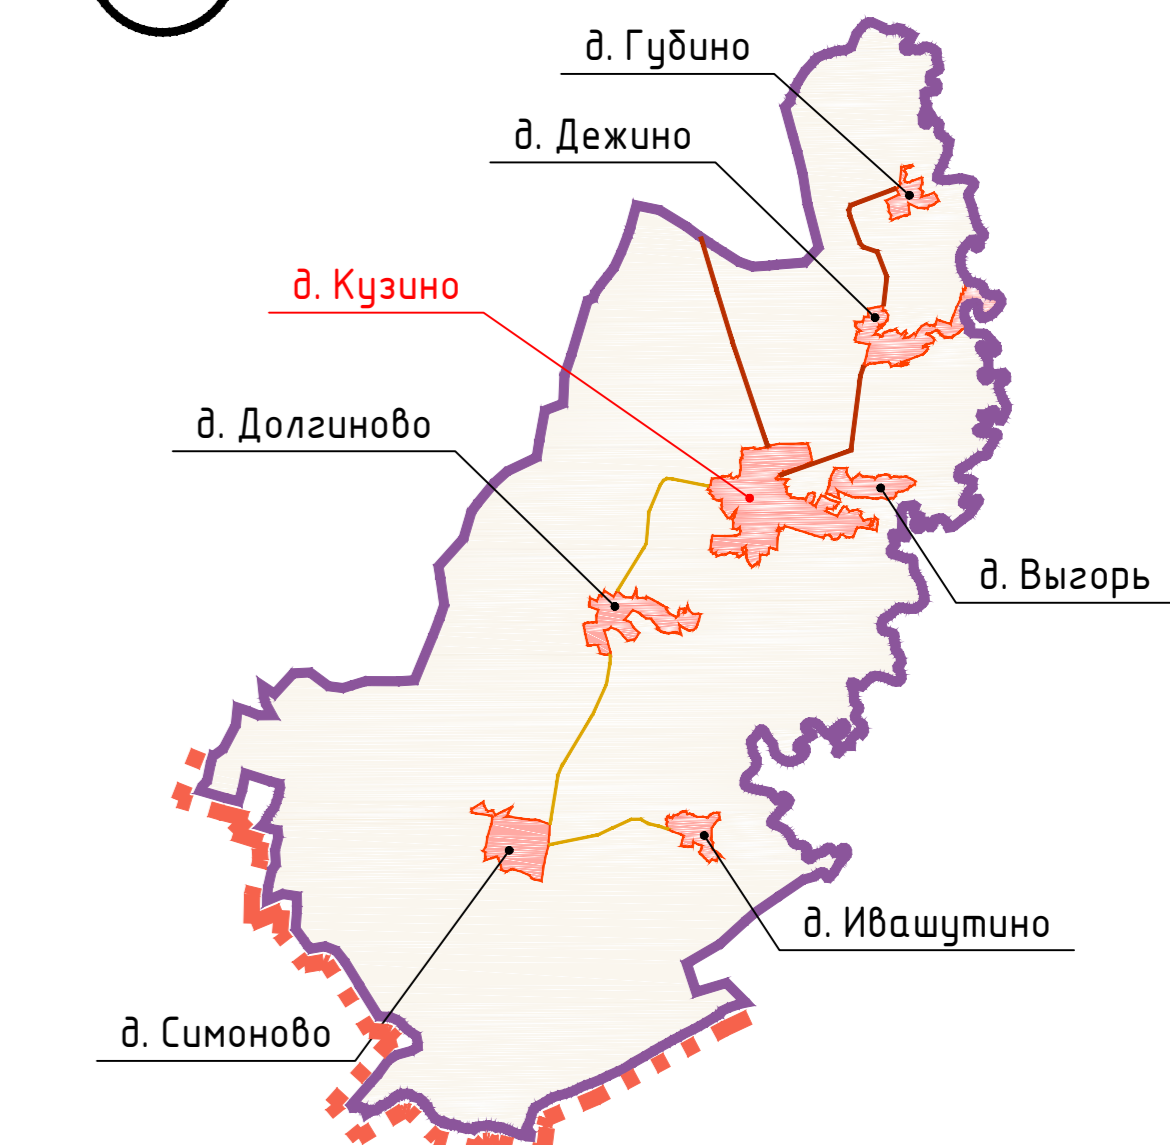 д. Губино
д. Дежино
д. Кузино
д. Долгиново
д. Выгорь
д. Ивашутино
д. Симоново